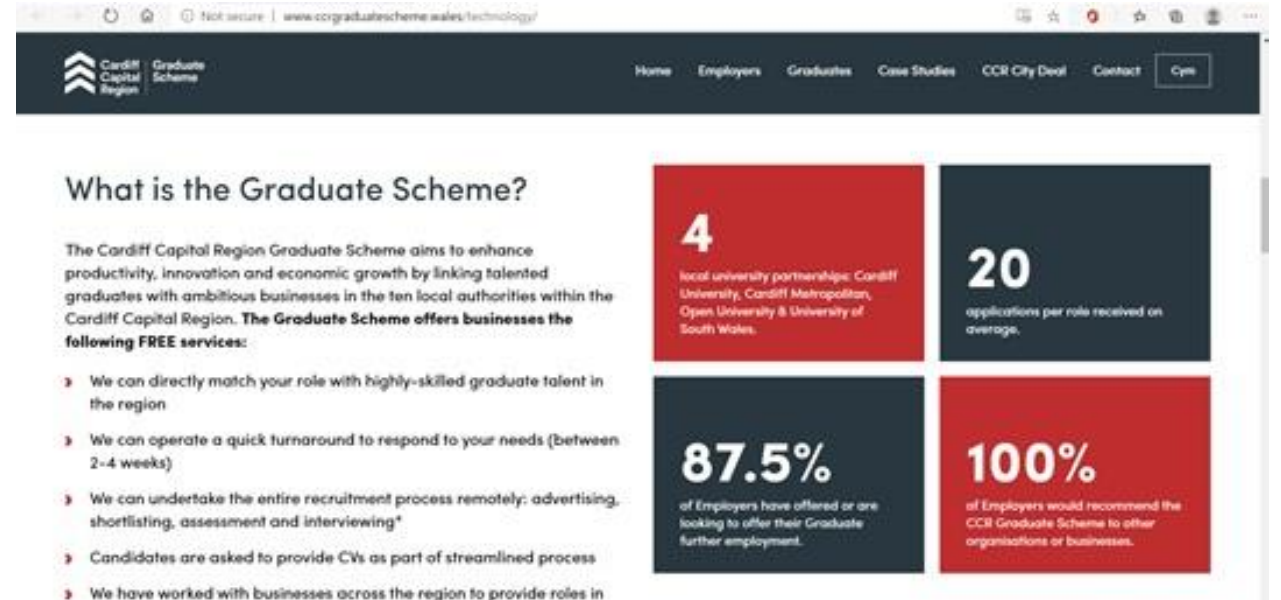 Not secure | www.ccrgraduatescheme.wales/technology/
Cardiff
Capital
Region
Graduate
Scheme
Home Employers Graduates Case Studies CCR City Deal Contact Cym
What is the Graduate Scheme?
The Cardiff Capital Region Graduate Scheme aims to enhance
productivity, innovation and economic growth by linking talented
graduates with ambitious businesses in the ten local authorities within the
Cardiff Capital Region. The Graduate Scheme offers businesses the
following FREE services:
We can directly match your role with highly-skilled graduate talent in
the region
We can operate a quick turnaround to respond to your needs (between
2-4 weeks)
We can undertake the entire recruitment process remotely: advertising,
shortlisting, assessment and interviewing*
Candidates are asked to provide CVs as part of streamlined process
We have worked with businesses across the region to provide roles in
4
local university partnerships: Cardiff
University, Cardiff Metropolitan,
Open University & University of
South Wales.
20
applications per role received on
average.
87.5%
of Employers have offered or are
looking to offer their Graduate
further employment.
100%
of Employers would recommend the
CCR Graduate Scheme to other
organisations or businesses.